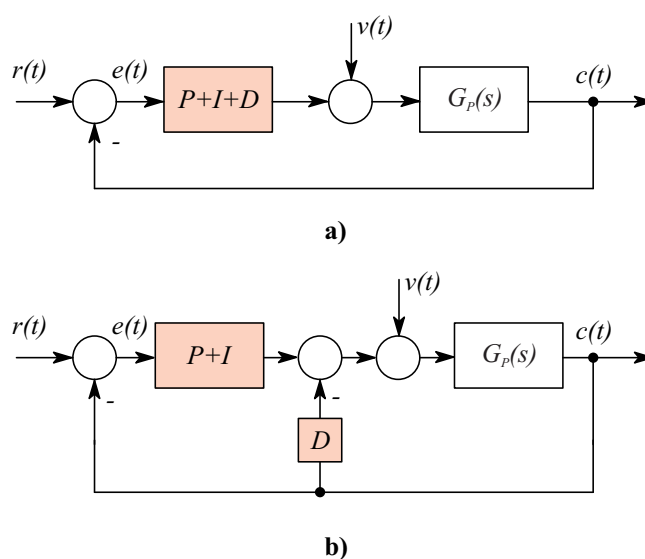 v(t)
r(t) e(t) P+I+D G_P(s) c(t)
-
a)
v(t)
r(t) e(t) P+I G_P(s) c(t)
- -
D
b)